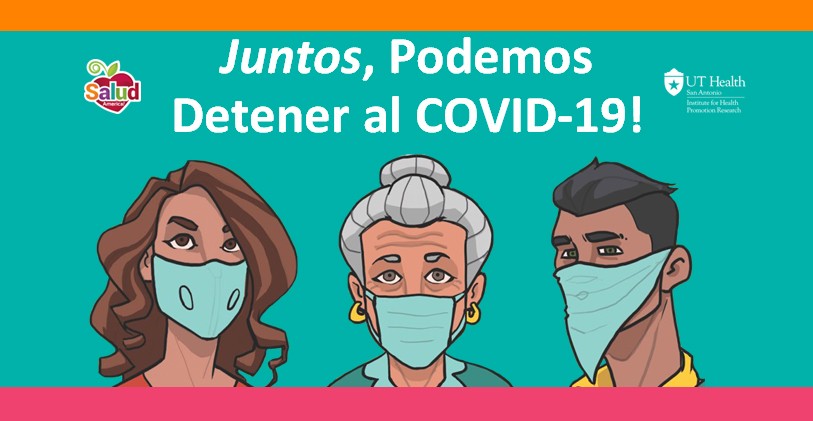 Juntos, Podemos
Detener al COVID-19!
Salud
America!
UT Health
San Antonio
Institute for Health
Promotion Research